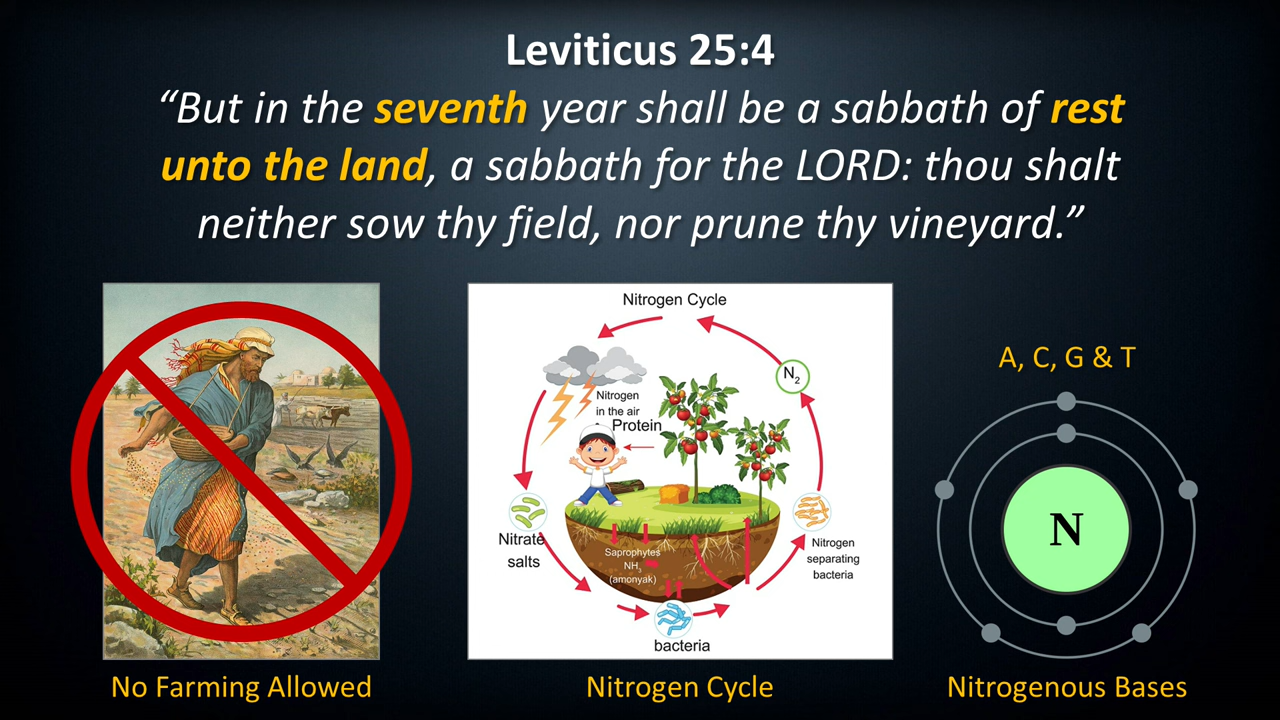 Leviticus 25:4
“But in the seventh year shall be a sabbath of rest
unto the land, a sabbath for the LORD: thou shalt
neither sow thy field, nor prune thy vineyard.”
No Farming Allowed
Nitrogen Cycle
N2
Nitrogen
in the air
Protein
Nitrate
salts
Saprophytes
NH3
(amonyak)
Nitrogen
separating
bacteria
bacteria
Nitrogen Cycle
A, C, G & T
N
Nitrogenous Bases